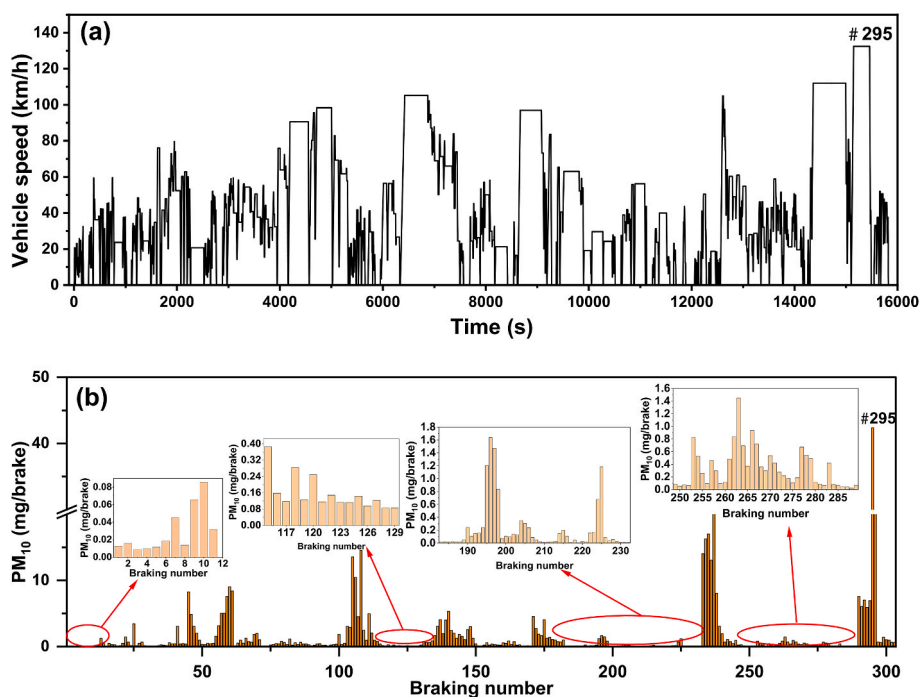 (a)
# 295
Vehicle speed (km/h)
140
120
100
80
60
40
20
0
0 2000 4000 6000 8000 10000 12000 14000 16000
Time (s)
(b)
#295
PM10 (mg/brake)
50
40
30
20
10
0
50 100 150 200 250 300
Braking number
PM10 (mg/brake)
0.08
0.06
0.04
0.02
0.00
2 4 6 8 10 12
Braking number
PM10 (mg/brake)
0.40
0.30
0.20
0.10
0.00
117 120 123 126 129
Braking number
PM10 (mg/brake)
1.8
1.6
1.4
1.2
1.0
0.8
0.6
0.4
0.2
0.0
190 200 210 220 230
Braking number
PM10 (mg/brake)
1.6
1.4
1.2
1.0
0.8
0.6
0.4
0.2
0.0
250 255 260 265 270 275 280 285
Braking number